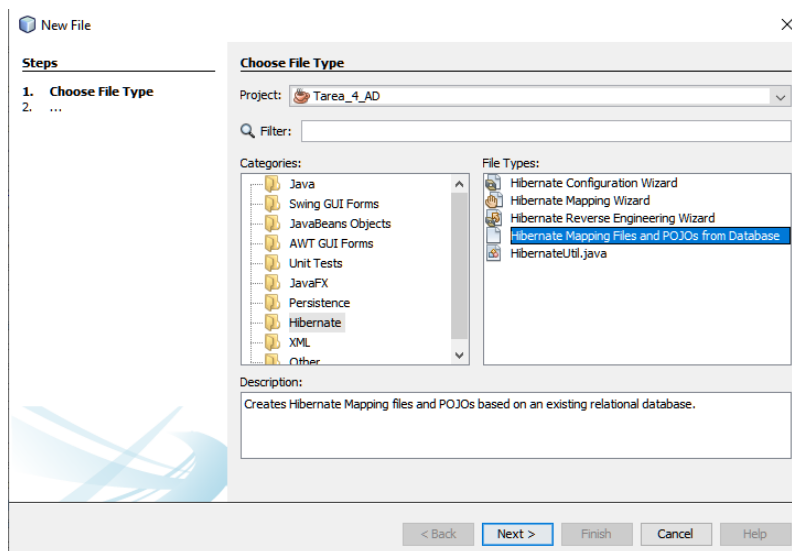 New File
Steps
1. Choose File Type
2. ...
Choose File Type
Project: Tarea_4_AD
Filter:
Categories:
Java
Swing GUI Forms
JavaBeans Objects
AWT GUI Forms
Unit Tests
JavaFX
Persistence
Hibernate
XML
Other
File Types:
Hibernate Configuration Wizard
Hibernate Mapping Wizard
Hibernate Reverse Engineering Wizard
Hibernate Mapping Files and POJOs from Database
HibernateUtil.java
Description:
Creates Hibernate Mapping files and POJOs based on an existing relational database.
< Back Next > Finish Cancel Help